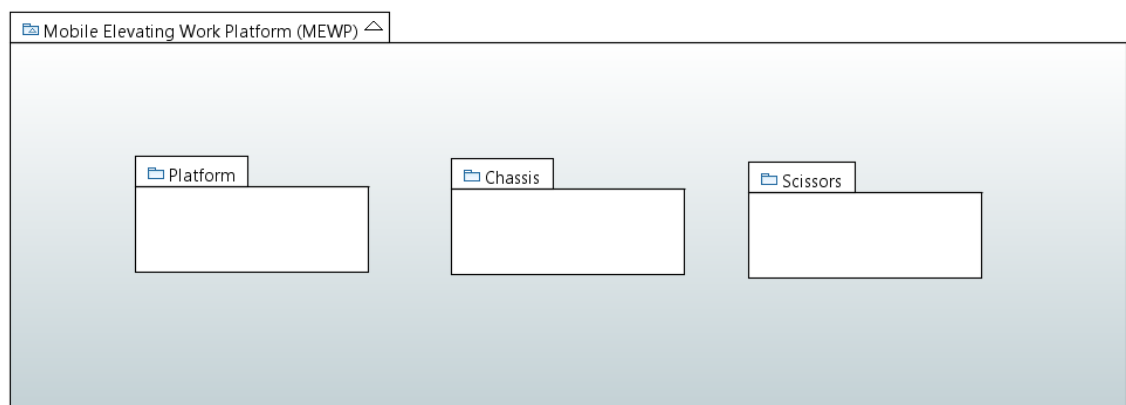 Mobile Elevating Work Platform (MEWP)
Platform
Chassis
Scissors